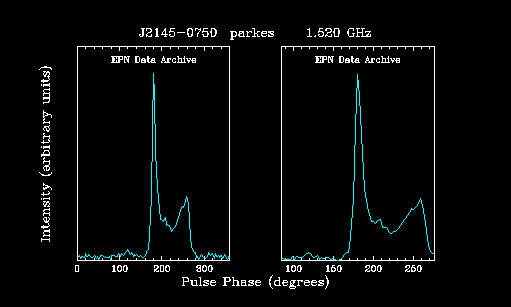 J2145-0750 parkes 1.520 GHz
EPN Data Archive
EPN Data Archive
Intensity (arbitrary units)
0 100 200 300
100 150 200 250
Pulse Phase (degrees)